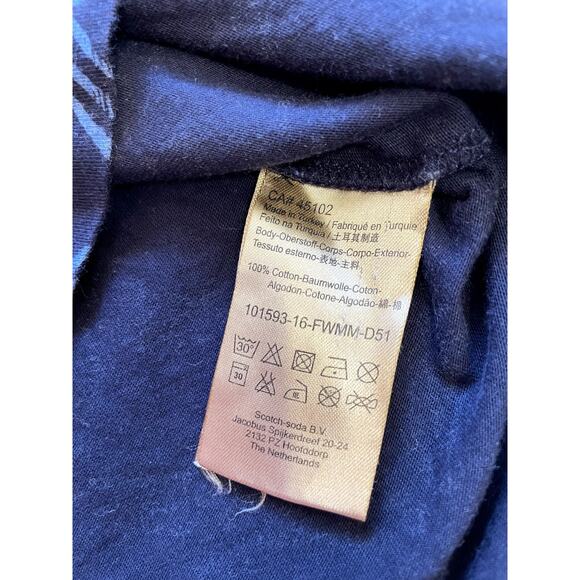 CA# 45102
Made in Turkey / Fabriqué en Turquie
Feito na Turquia / 土耳其制造
Body-Oberstoff-Corps-Corpo-Exterior-
Tessuto esterno-表地-主料
100% Cotton-Baumwolle-Coton-
Algodon-Cotone-Algodão-綿-棉
101593-16-FWMM-D51
30°
30
Scotch-soda B.V.
Jacobus Spijkerdreef 20-24
2132 PZ Hoofddorp
The Netherlands